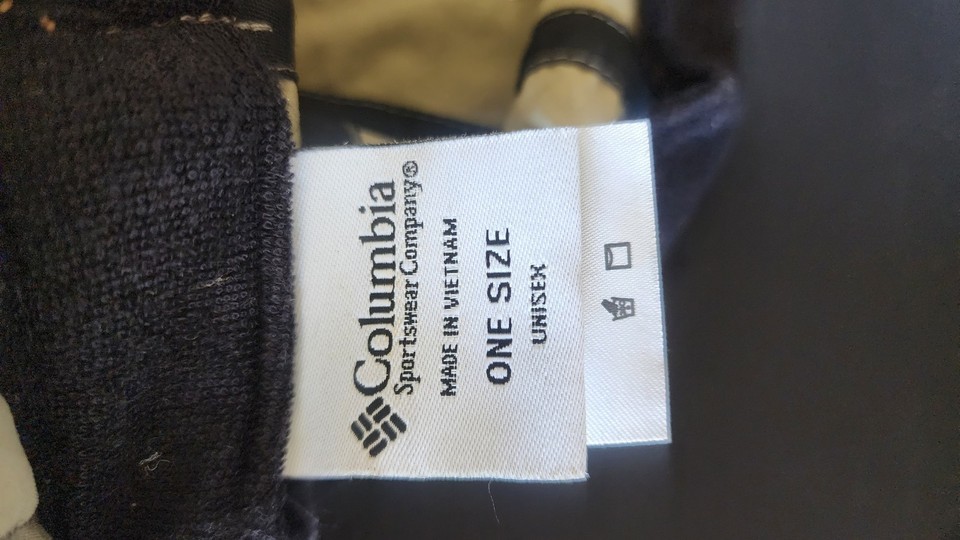 Columbia
Sportswear Company®
MADE IN VIETNAM
ONE SIZE
UNISEX